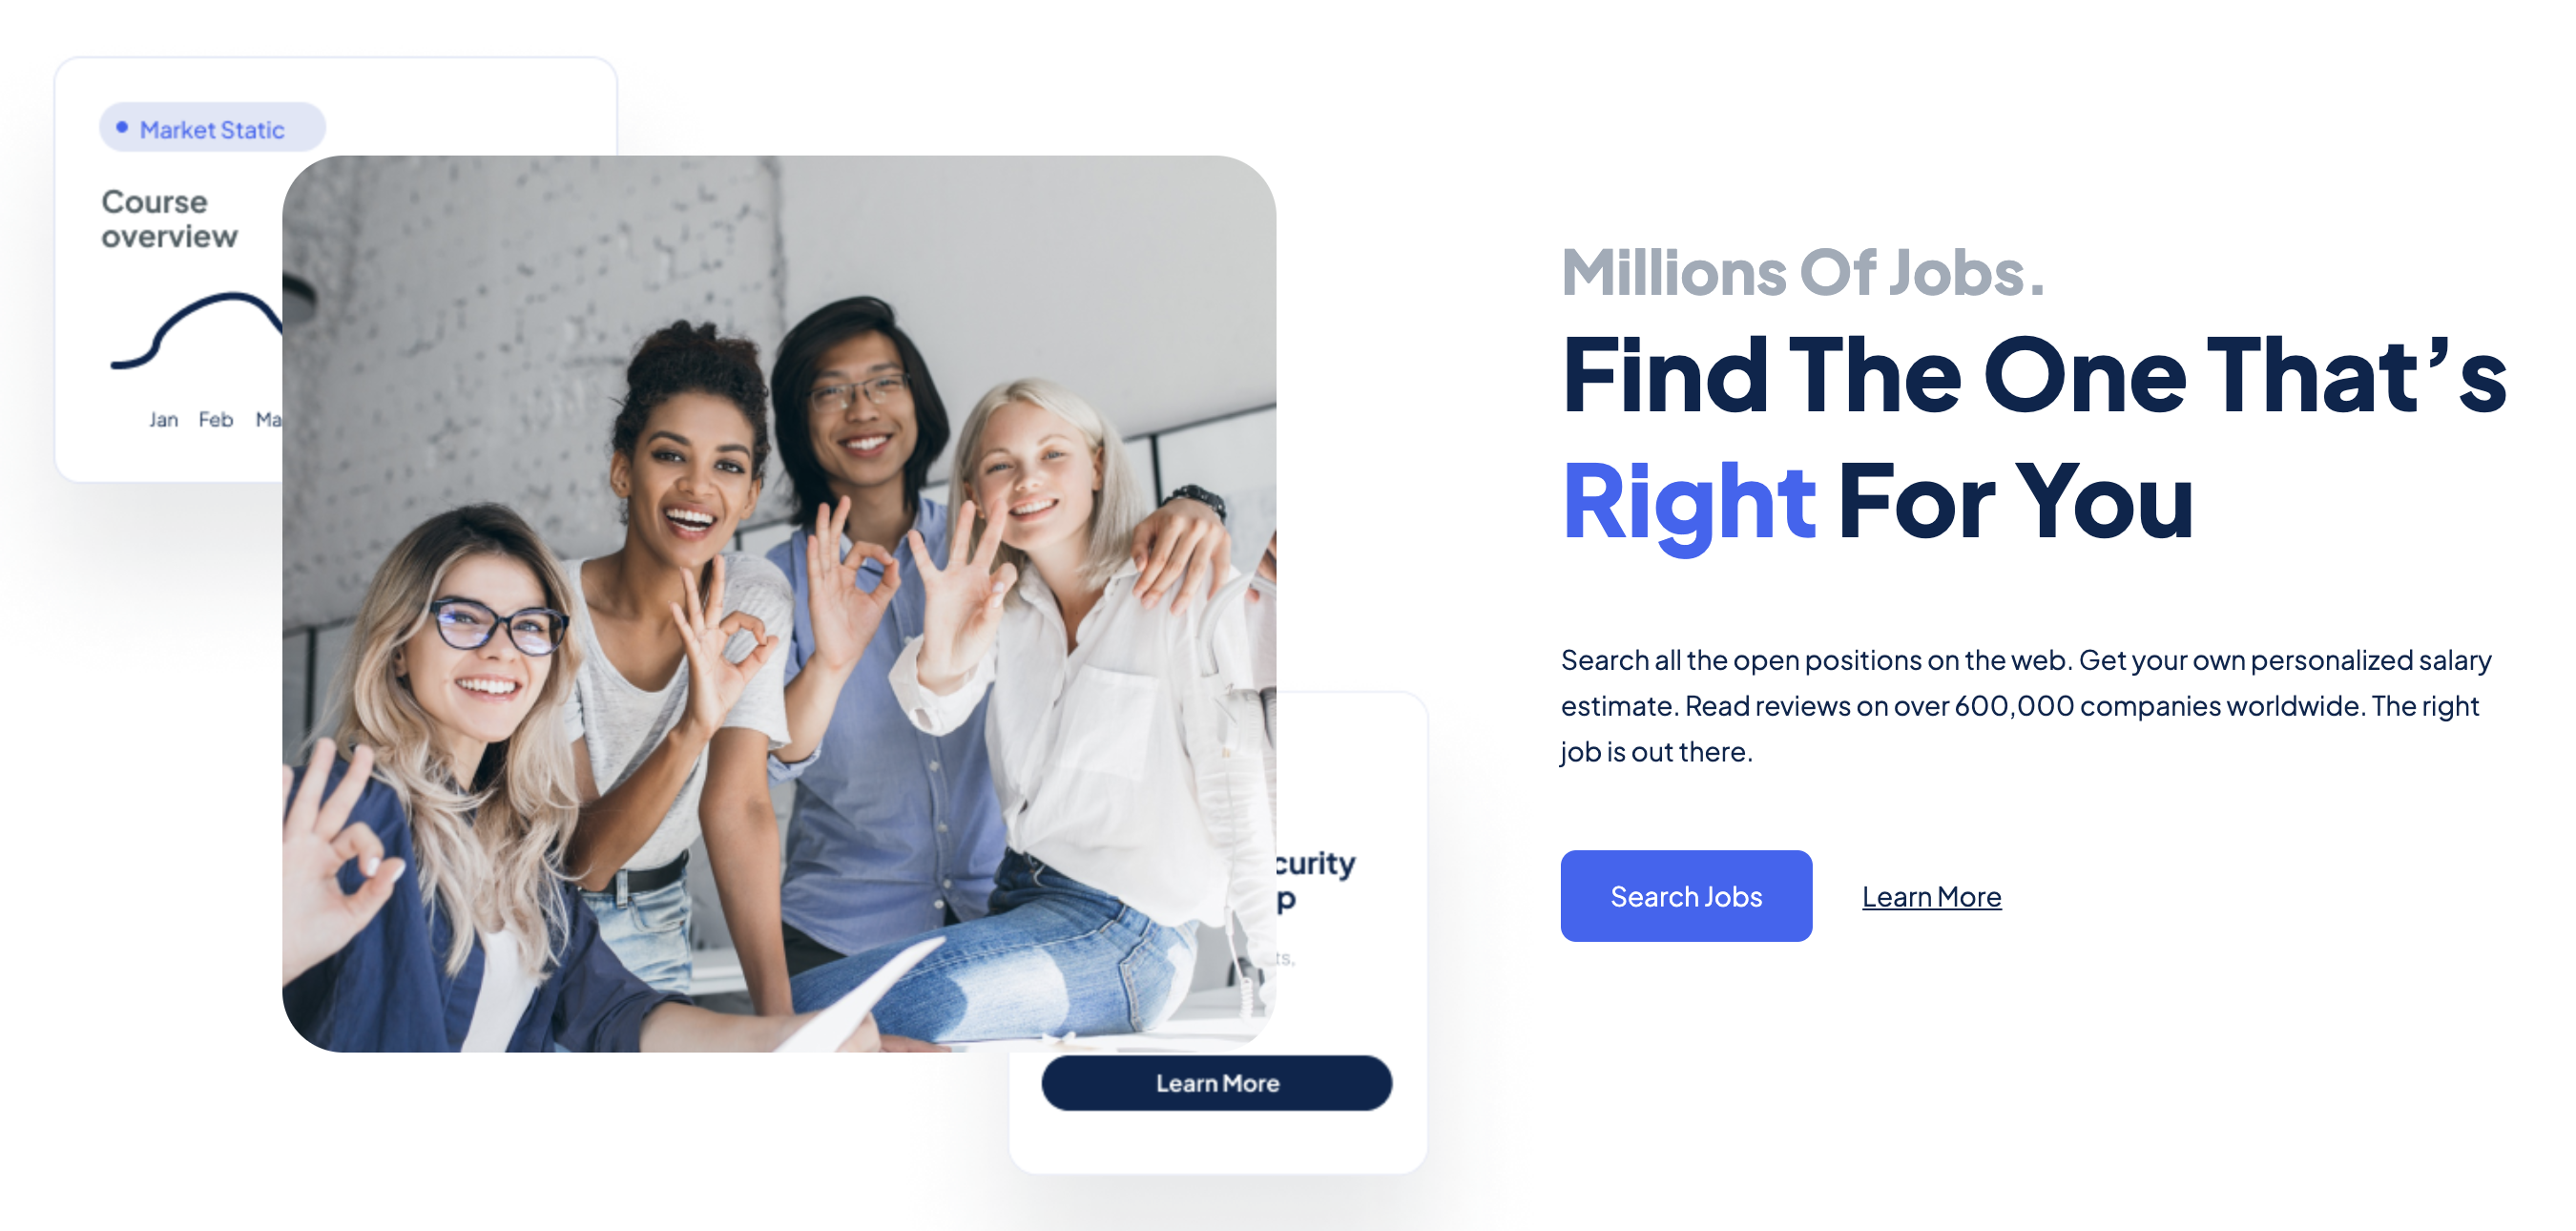 Market Static
Course
overview
Jan Feb
Millions Of Jobs.
Find The One That’s
Right For You
Search all the open positions on the web. Get your own personalized salary
estimate. Read reviews on over 600,000 companies worldwide. The right
job is out there.
Search Jobs Learn More
Learn More